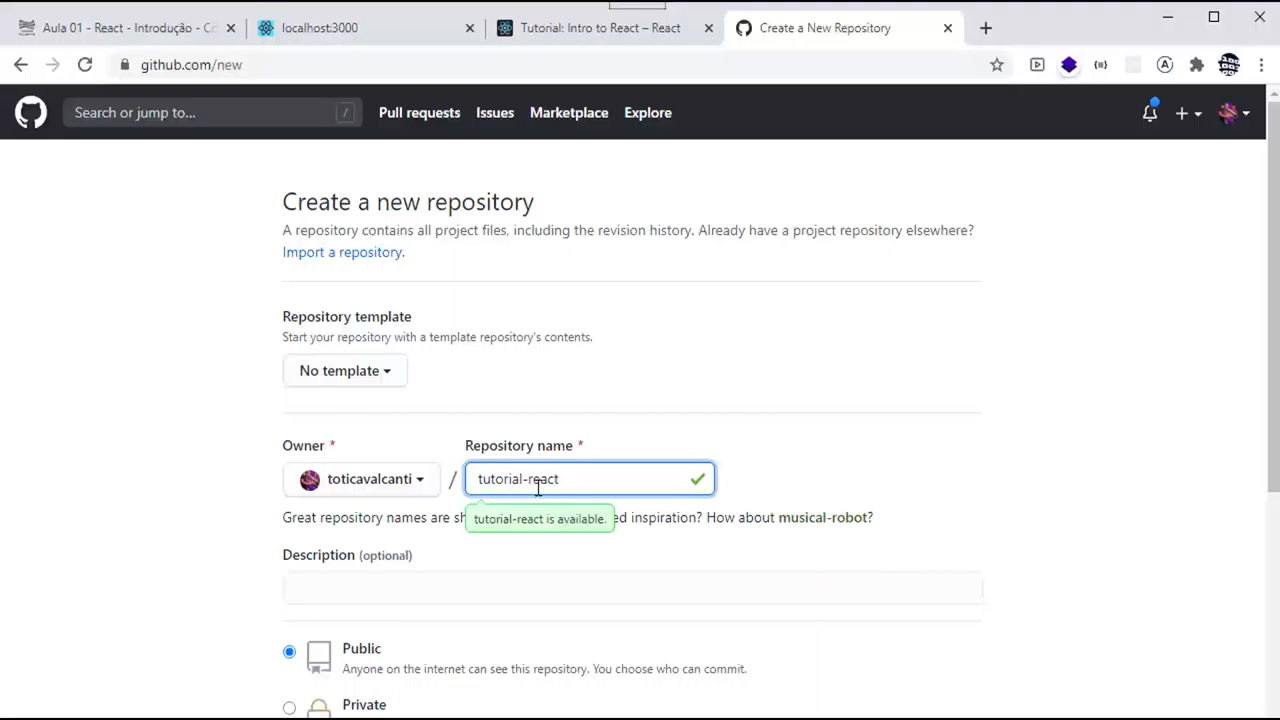 Aula 01 - React - Introdução - Cr
localhost:3000
Tutorial: Intro to React – React
Create a New Repository
github.com/new
Search or jump to...
/
Pull requests
Issues
Marketplace
Explore
Create a new repository
A repository contains all project files, including the revision history. Already have a project repository elsewhere?
Import a repository.
Repository template
Start your repository with a template repository's contents.
No template
Owner *
Repository name *
toticavalcanti
/
tutorial-react
Great repository names are sh
tutorial-react is available.
ed inspiration? How about musical-robot?
Description (optional)
Public
Anyone on the internet can see this repository. You choose who can commit.
Private